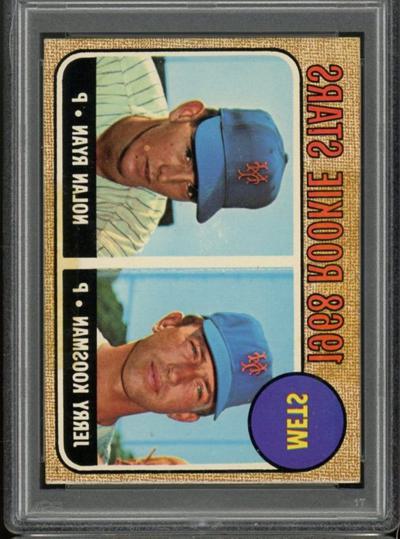 1968 ROOKIE STARS
METS
JERRY KOOSMAN • P
NOLAN RYAN • P